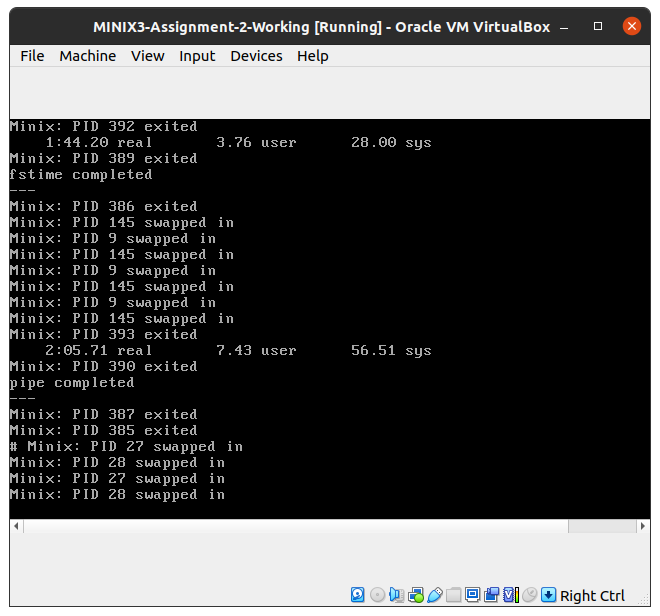 MINIX3-Assignment-2-Working [Running] - Oracle VM VirtualBox
File Machine View Input Devices Help
Minix: PID 392 exited
1:44.20 real 3.76 user 28.00 sys
Minix: PID 389 exited
fstime completed
---
Minix: PID 386 exited
Minix: PID 145 swapped in
Minix: PID 9 swapped in
Minix: PID 145 swapped in
Minix: PID 9 swapped in
Minix: PID 145 swapped in
Minix: PID 9 swapped in
Minix: PID 145 swapped in
Minix: PID 393 exited
2:05.71 real 7.43 user 56.51 sys
Minix: PID 390 exited
pipe completed
---
Minix: PID 387 exited
Minix: PID 385 exited
# Minix: PID 27 swapped in
Minix: PID 28 swapped in
Minix: PID 27 swapped in
Minix: PID 28 swapped in
Right Ctrl